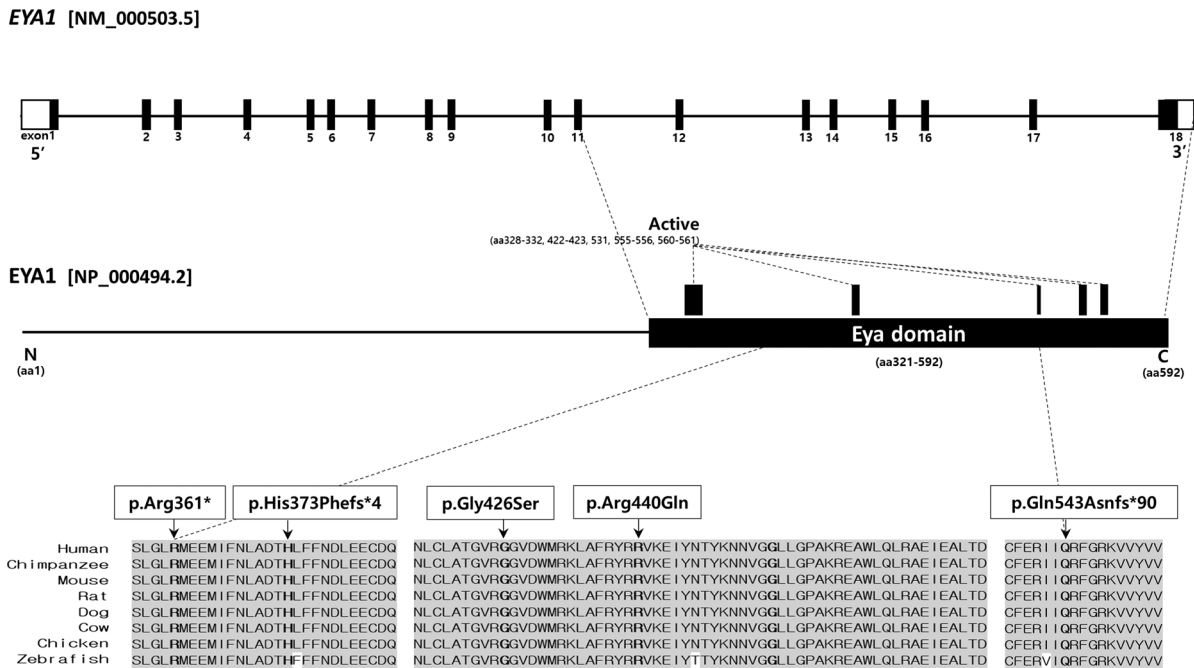 EYA1 [NM_000503.5]
exon1 2 3 4 5 6 7 8 9 10 11 12 13 14 15 16 17 18
5’ 3’
Active
(aa328-332, 422-423, 531, 555-556, 560-561)
EYA1 [NP_000494.2]
Eya domain
N C
(aa1) (aa321-592) (aa592)
p.Arg361* p.His373Phefs*4 p.Gly426Ser p.Arg440Gln p.Gln543Asnfs*90
Human SLGLRMEEMIFNLADTHLFFNDLEECDQ NLCLATGVRGGVDWMRKLAFRYRRVKEIYNTYKNNVGGLLGPAKREAWLQLRAEIEALTD CFERIIQRFGRKVVYVV
Chimpanzee SLGLRMEEMIFNLADTHLFFNDLEECDQ NLCLATGVRGGVDWMRKLAFRYRRVKEIYNTYKNNVGGLLGPAKREAWLQLRAEIEALTD CFERIIQRFGRKVVYVV
Mouse SLGLRMEEMIFNLADTHLFFNDLEECDQ NLCLATGVRGGVDWMRKLAFRYRRVKEIYNTYKNNVGGLLGPAKREAWLQLRAEIEALTD CFERIIQRFGRKVVYVV
Rat SLGLRMEEMIFNLADTHLFFNDLEECDQ NLCLATGVRGGVDWMRKLAFRYRRVKEIYNTYKNNVGGLLGPAKREAWLQLRAEIEALTD CFERIIQRFGRKVVYVV
Dog SLGLRMEEMIFNLADTHLFFNDLEECDQ NLCLATGVRGGVDWMRKLAFRYRRVKEIYNTYKNNVGGLLGPAKREAWLQLRAEIEALTD CFERIIQRFGRKVVYVV
Cow SLGLRMEEMIFNLADTHLFFNDLEECDQ NLCLATGVRGGVDWMRKLAFRYRRVKEIYNTYKNNVGGLLGPAKREAWLQLRAEIEALTD CFERIIQRFGRKVVYVV
Chicken SLGLRMEEMIFNLADTHLFFNDLEECDQ NLCLATGVRGGVDWMRKLAFRYRRVKEIYNTYKNNVGGLLGPAKREAWLQLRAEIEALTD CFERIIQRFGRKVVYVV
Zebrafish SLGLRMEEMIFNLADTHFFFNDLEECDQ NLCLATGVRGGVDWMRKLAFRYRRVKEIYTTYKNNVGGLLGPAKREAWLQLRAEIEALTD CFERVIQRFGRKVVYVV